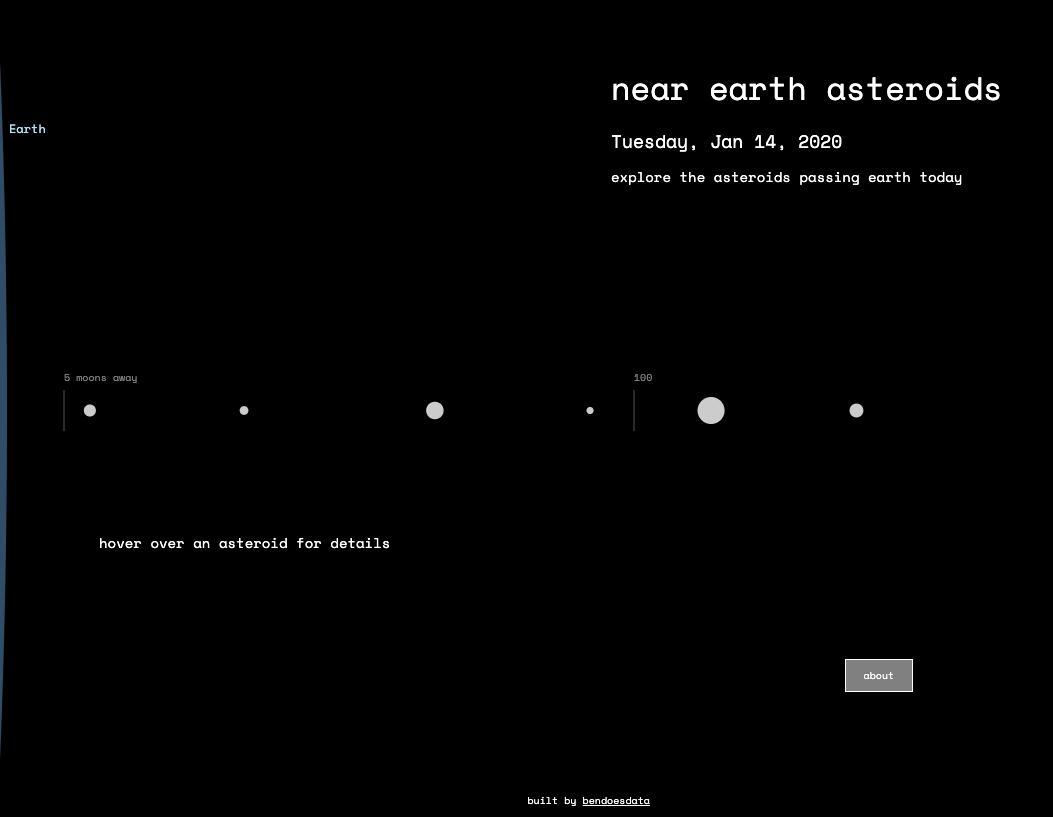 near earth asteroids
Earth
Tuesday, Jan 14, 2020
explore the asteroids passing earth today
5 moons away
100
hover over an asteroid for details
about
built by bendoesdata